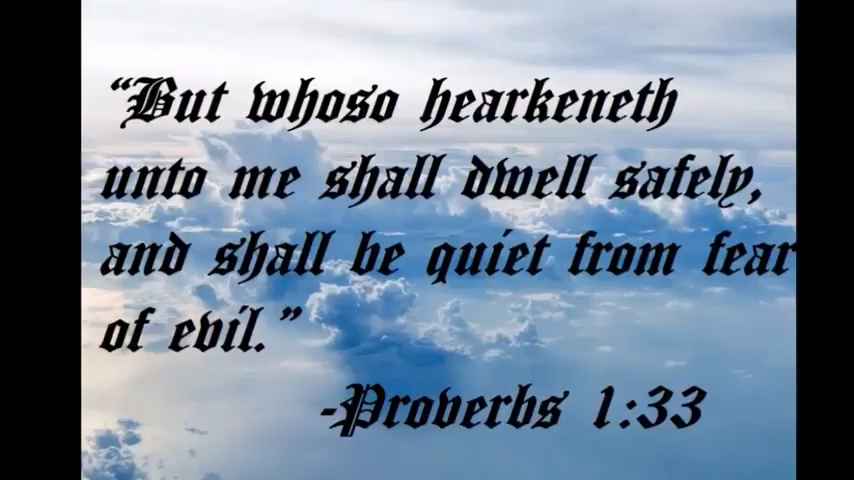 “But whoso hearkeneth
unto me shall dwell safely,
and shall be quiet from fear
of evil.”
-Proverbs 1:33